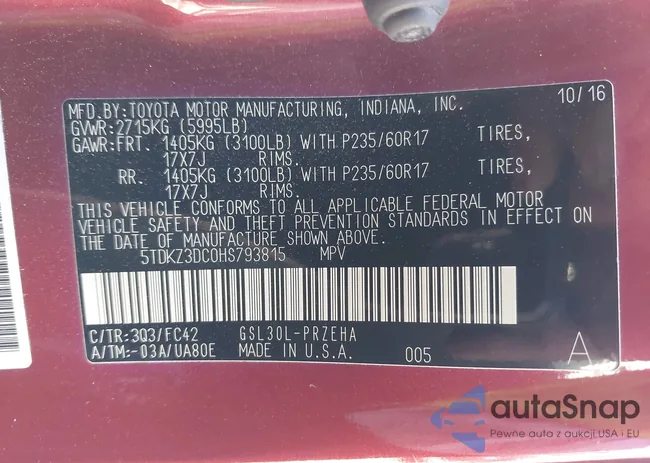 MFD.BY:TOYOTA MOTOR MANUFACTURING, INDIANA, INC. 10/16
GVWR:2715KG (5995LB)
GAWR:FRT. 1405KG (3100LB) WITH P235/60R17 TIRES,
17X7J RIMS.
RR. 1405KG (3100LB) WITH P235/60R17 TIRES,
17X7J RIMS.
THIS VEHICLE CONFORMS TO ALL APPLICABLE FEDERAL MOTOR
VEHICLE SAFETY AND THEFT PREVENTION STANDARDS IN EFFECT ON
THE DATE OF MANUFACTURE SHOWN ABOVE.
5TDKZ3DC0HS793815 MPV
C/TR:3Q3/FC42 GSL30L-PRZEHA
A/TM:-03A/UA80E MADE IN U.S.A. 005 A
autaSnap
Pewne auta z aukcji USA i EU